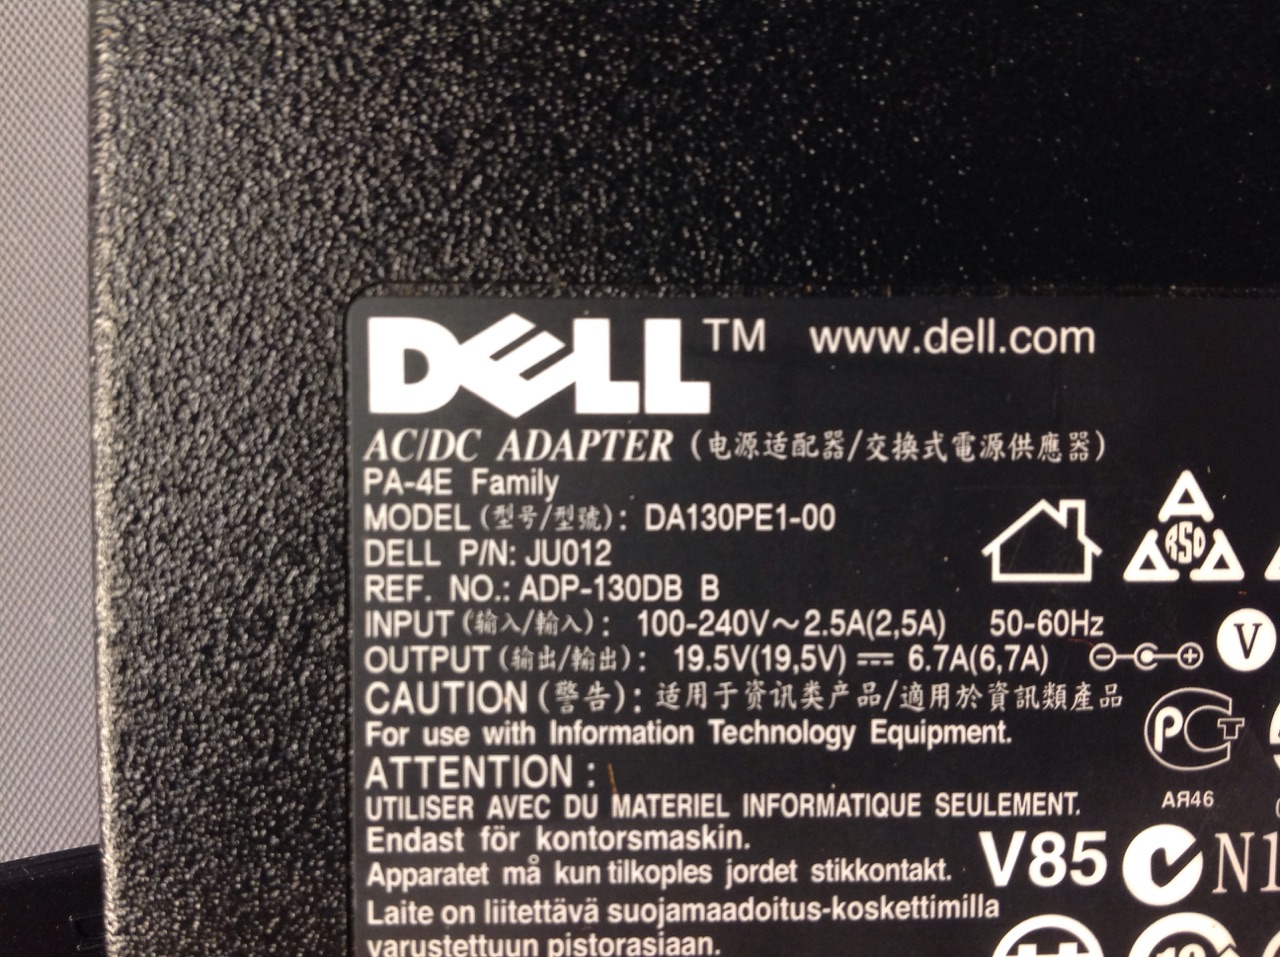 DELL™ www.dell.com
AC/DC ADAPTER (电源适配器/交換式電源供應器)
PA-4E Family
MODEL (型号/型號): DA130PE1-00
DELL P/N: JU012
REF. NO.: ADP-130DB B
INPUT (输入/輸入): 100-240V~2.5A(2,5A) 50-60Hz
OUTPUT (输出/輸出): 19.5V(19,5V) ⎓ 6.7A(6,7A)
CAUTION (警告): 适用于资讯类产品/適用於資訊類產品
For use with Information Technology Equipment.
ATTENTION :
UTILISER AVEC DU MATERIEL INFORMATIQUE SEULEMENT.
Endast för kontorsmaskin.
Apparatet må kun tilkoples jordet stikkontakt.
Laite on liitettävä suojamaadoitus-koskettimilla
varustettuun pistorasiaan.
RSD
V
PCT
АЯ46
V85 N1